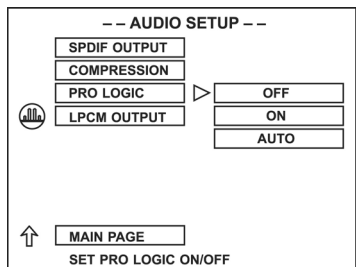 – – AUDIO SETUP – –
SPDIF OUTPUT
COMPRESSION
PRO LOGIC OFF
LPCM OUTPUT ON
AUTO
MAIN PAGE
SET PRO LOGIC ON/OFF